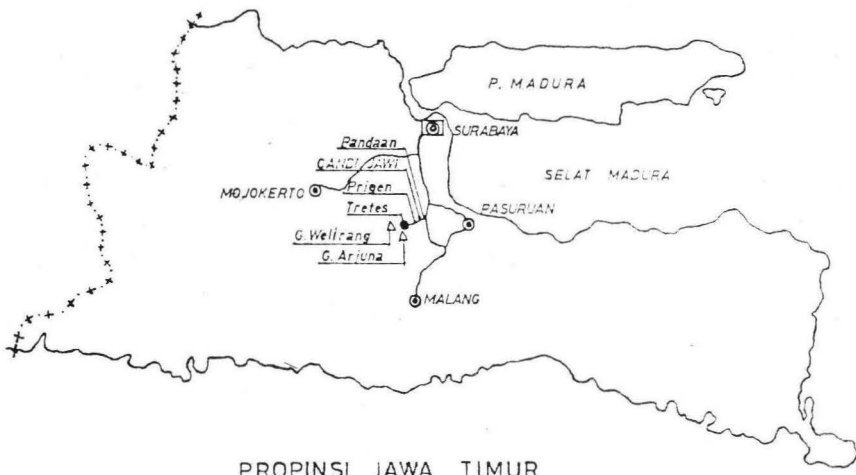 P. MADURA
SURABAYA
Pandaan
CANDI JAWI
SELAT MADURA
MOJOKERTO
Prigen
Tretes
PASURUAN
G. Welirang
G. Arjuna
MALANG
PROPINSI JAWA TIMUR